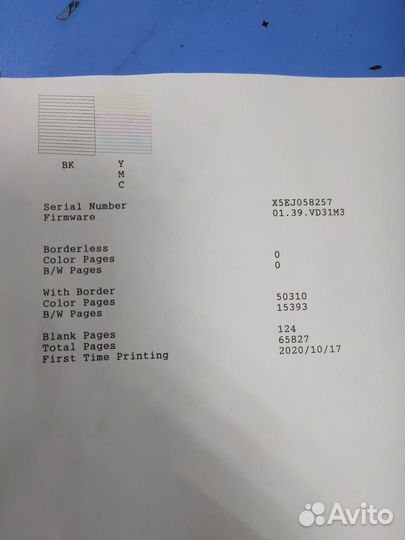 BK Y
M
C
Serial Number X5EJ058257
Firmware 01.39.VD31M3
Borderless
Color Pages 0
B/W Pages 0
With Border
Color Pages 50310
B/W Pages 15393
Blank Pages 124
Total Pages 65827
First Time Printing 2020/10/17
Avito